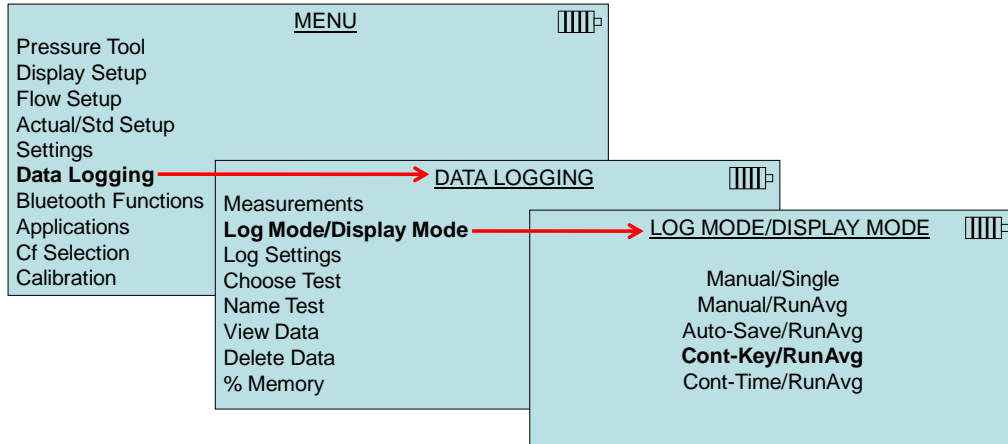 MENU
Pressure Tool
Display Setup
Flow Setup
Actual/Std Setup
Settings
Data Logging
Bluetooth Functions
Applications
Cf Selection
Calibration
DATA LOGGING
Measurements
Log Mode/Display Mode
Log Settings
Choose Test
Name Test
View Data
Delete Data
% Memory
LOG MODE/DISPLAY MODE
Manual/Single
Manual/RunAvg
Auto-Save/RunAvg
Cont-Key/RunAvg
Cont-Time/RunAvg